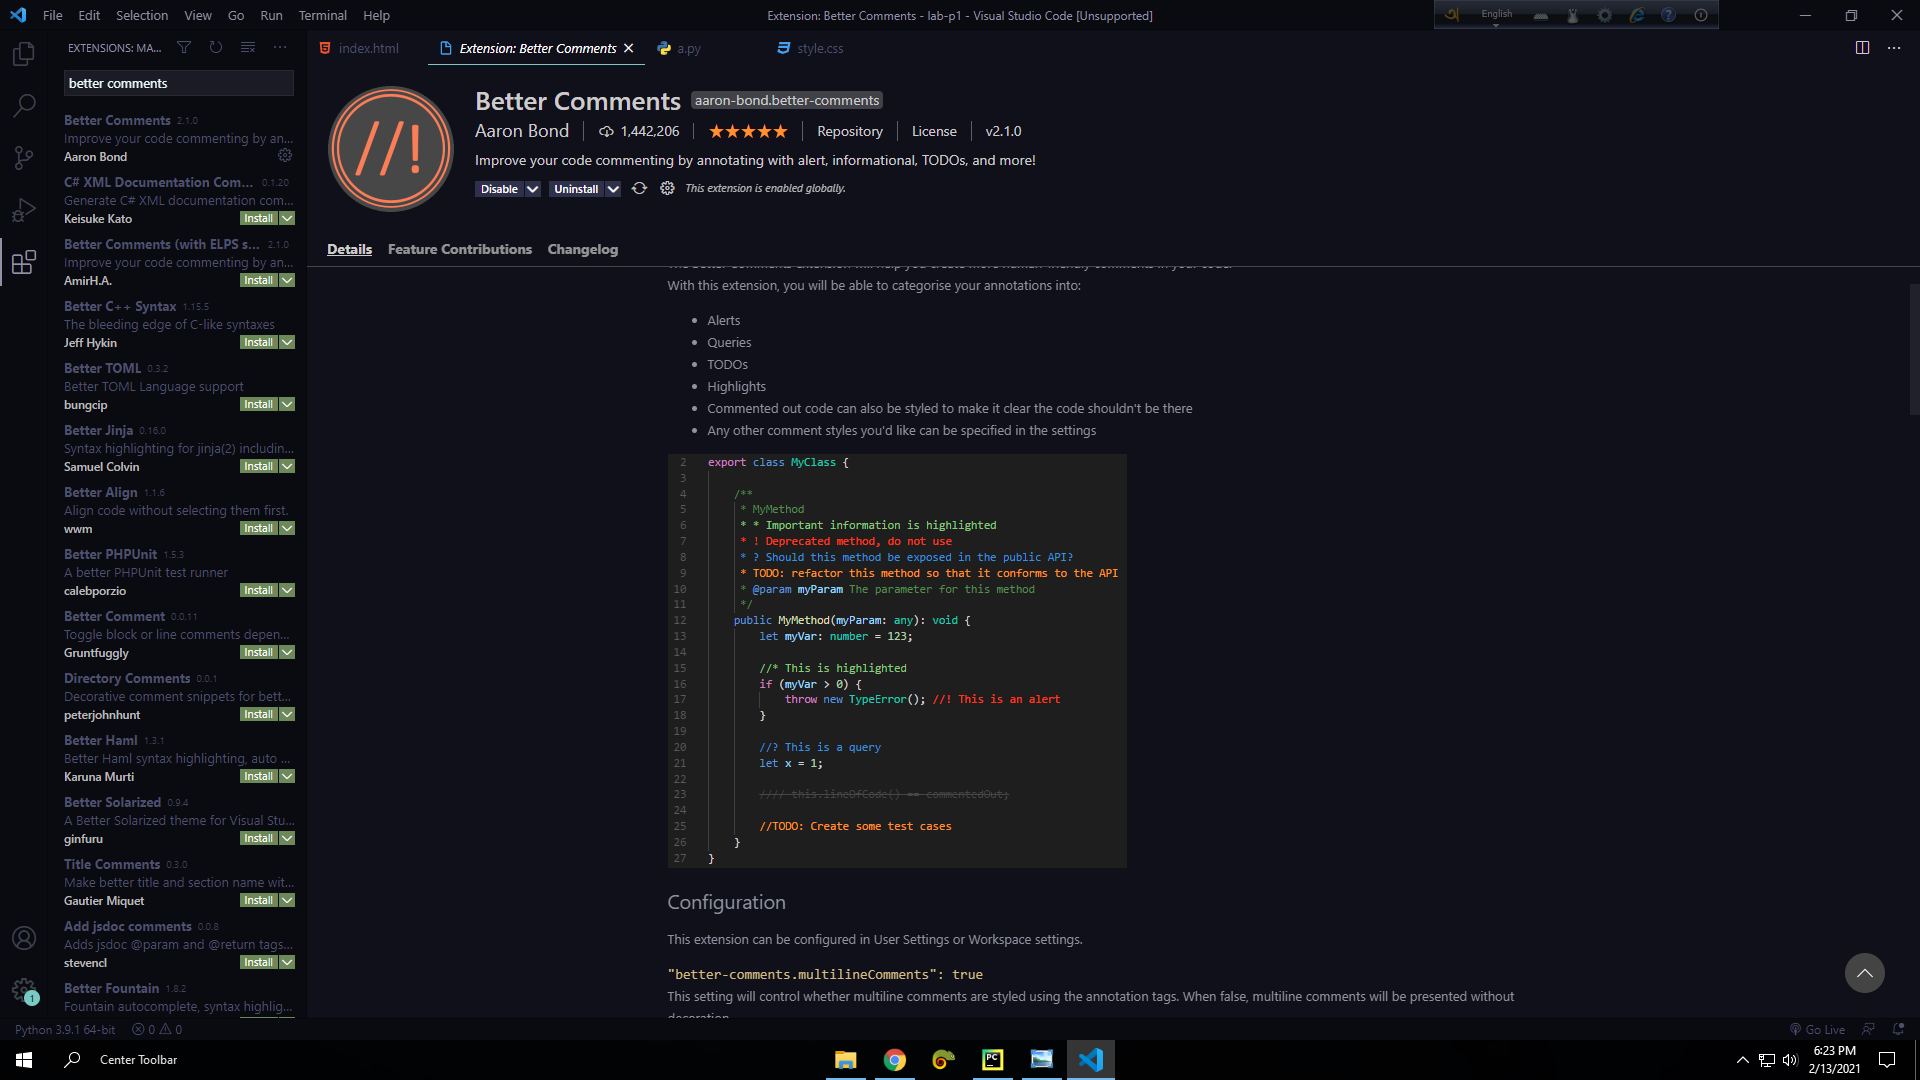 File Edit Selection View Go Run Terminal Help
Extension: Better Comments - lab-p1 - Visual Studio Code [Unsupported]
English
EXTENSIONS: MA...
index.html
Extension: Better Comments
a.py
style.css
better comments
Better Comments 2.1.0
Improve your code commenting by an...
Aaron Bond
C# XML Documentation Com... 0.1.20
Generate C# XML documentation com...
Keisuke Kato Install
Better Comments (with ELPS s... 2.1.0
Improve your code commenting by an...
AmirH.A. Install
Better C++ Syntax 1.15.5
The bleeding edge of C-like syntaxes
Jeff Hykin Install
Better TOML 0.3.2
Better TOML Language support
bungcip Install
Better Jinja 0.16.0
Syntax highlighting for jinja(2) includin...
Samuel Colvin Install
Better Align 1.1.6
Align code without selecting them first.
wwm Install
Better PHPUnit 1.5.3
A better PHPUnit test runner
calebporzio Install
Better Comment 0.0.11
Toggle block or line comments depen...
Gruntfuggly Install
Directory Comments 0.0.1
Decorative comment snippets for bett...
peterjohnhunt Install
Better Haml 1.3.1
Better Haml syntax highlighting, auto ...
Karuna Murti Install
Better Solarized 0.9.4
A Better Solarized theme for Visual Stu...
ginfuru Install
Title Comments 0.3.0
Make better title and section name wit...
Gautier Miquet Install
Add jsdoc comments 0.0.8
Adds jsdoc @param and @return tags...
stevencl Install
Better Fountain 1.8.2
Fountain autocomplete, syntax highlig...
//!
Better Comments aaron-bond.better-comments
Aaron Bond 1,442,206 ★★★★★ Repository License v2.1.0
Improve your code commenting by annotating with alert, informational, TODOs, and more!
Disable Uninstall This extension is enabled globally.
Details Feature Contributions Changelog
With this extension, you will be able to categorise your annotations into:
• Alerts
• Queries
• TODOs
• Highlights
• Commented out code can also be styled to make it clear the code shouldn't be there
• Any other comment styles you'd like can be specified in the settings
2 export class MyClass {
3
4 /**
5 * MyMethod
6 * * Important information is highlighted
7 * ! Deprecated method, do not use
8 * ? Should this method be exposed in the public API?
9 * TODO: refactor this method so that it conforms to the API
10 * @param myParam The parameter for this method
11 */
12 public MyMethod(myParam: any): void {
13 let myVar: number = 123;
14
15 //* This is highlighted
16 if (myVar > 0) {
17 throw new TypeError(); //! This is an alert
18 }
19
20 //? This is a query
21 let x = 1;
22
23 //// this.lineOfCode() == commentedOut;
24
25 //TODO: Create some test cases
26 }
27 }
Configuration
This extension can be configured in User Settings or Workspace settings.
"better-comments.multilineComments": true
This setting will control whether multiline comments are styled using the annotation tags. When false, multiline comments will be presented without
1
Python 3.9.1 64-bit 0 0
Go Live
Center Toolbar
PC
6:23 PM
2/13/2021